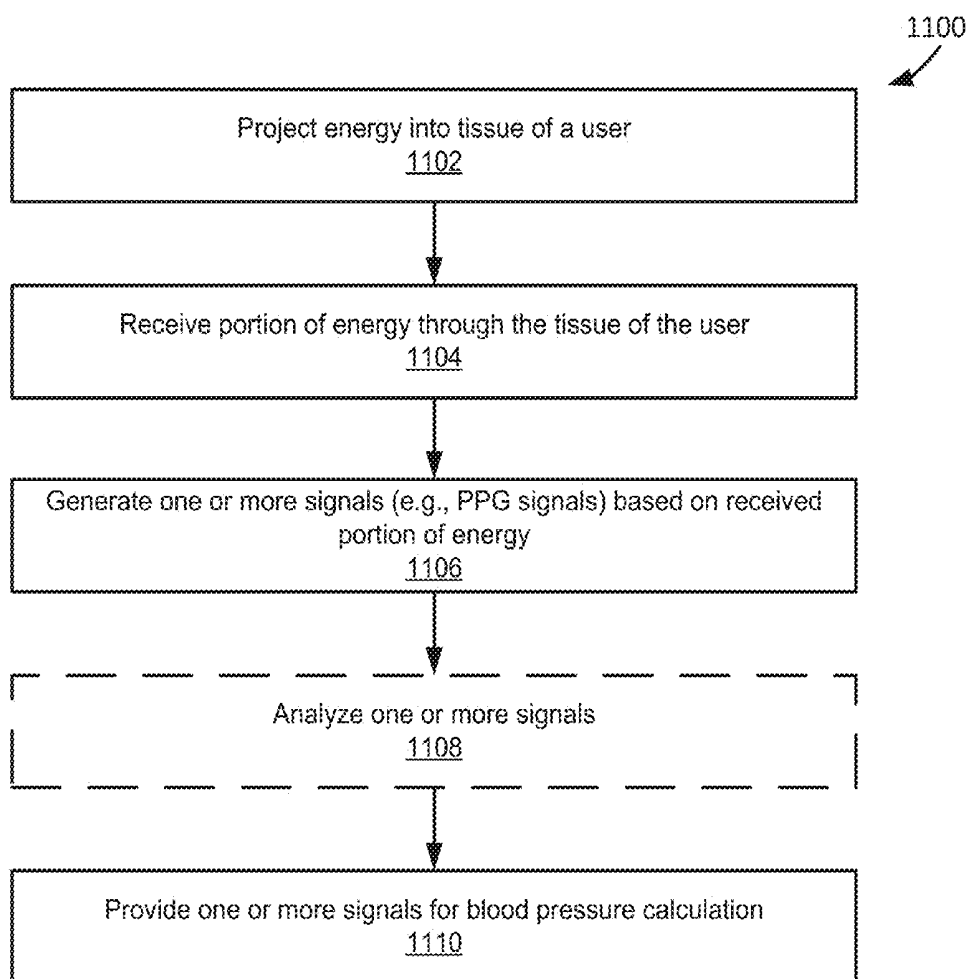 1100
Project energy into tissue of a user
1102
Receive portion of energy through the tissue of the user
1104
Generate one or more signals (e.g., PPG signals) based on received
portion of energy
1106
Analyze one or more signals
1108
Provide one or more signals for blood pressure calculation
1110